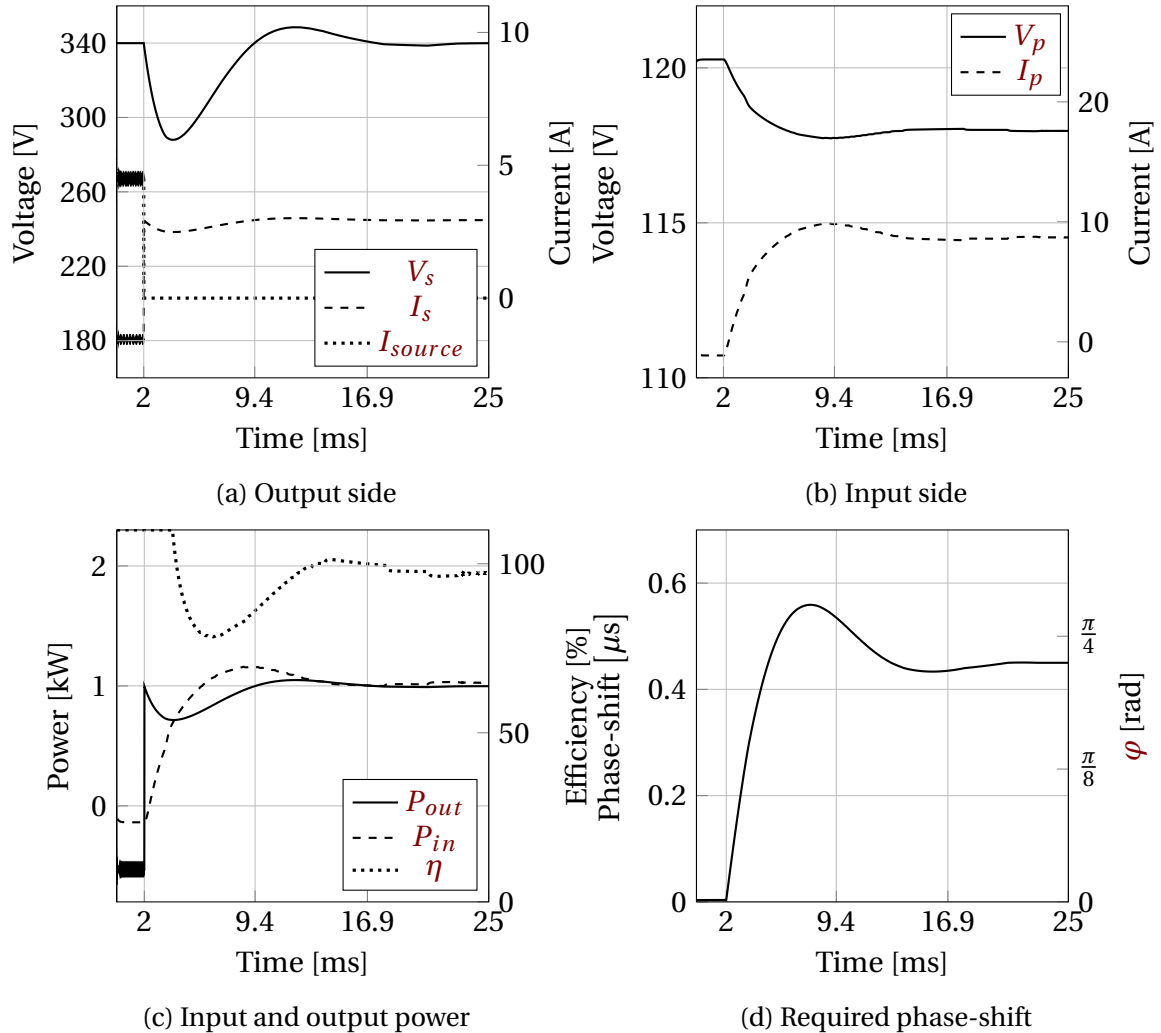 340
300
260
220
180
10
5
0
Voltage [V]
Current [A]
V_s
I_s
I_source
2 9.4 16.9 25
Time [ms]
(a) Output side
120
115
110
20
10
0
Voltage [V]
Current [A]
V_p
I_p
2 9.4 16.9 25
Time [ms]
(b) Input side
2
1
0
100
50
0
Power [kW]
Efficiency [%]
P_out
P_in
η
2 9.4 16.9 25
Time [ms]
(c) Input and output power
0.6
0.4
0.2
0
π/4
π/8
0
Phase-shift [μs]
φ [rad]
2 9.4 16.9 25
Time [ms]
(d) Required phase-shift